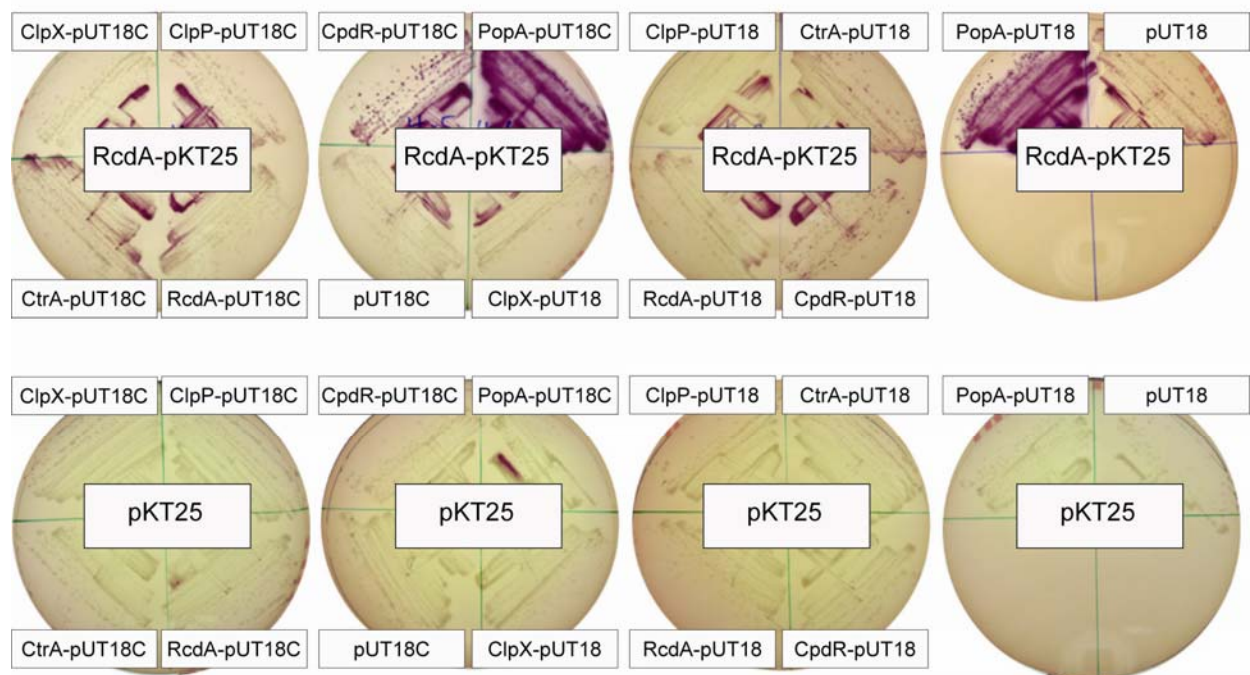 ClpX-pUT18C ClpP-pUT18C CpdR-pUT18C PopA-pUT18C ClpP-pUT18 CtrA-pUT18 PopA-pUT18 pUT18
RcdA-pKT25 RcdA-pKT25 RcdA-pKT25 RcdA-pKT25
CtrA-pUT18C RcdA-pUT18C pUT18C ClpX-pUT18 RcdA-pUT18 CpdR-pUT18
ClpX-pUT18C ClpP-pUT18C CpdR-pUT18C PopA-pUT18C ClpP-pUT18 CtrA-pUT18 PopA-pUT18 pUT18
pKT25 pKT25 pKT25 pKT25
CtrA-pUT18C RcdA-pUT18C pUT18C ClpX-pUT18 RcdA-pUT18 CpdR-pUT18